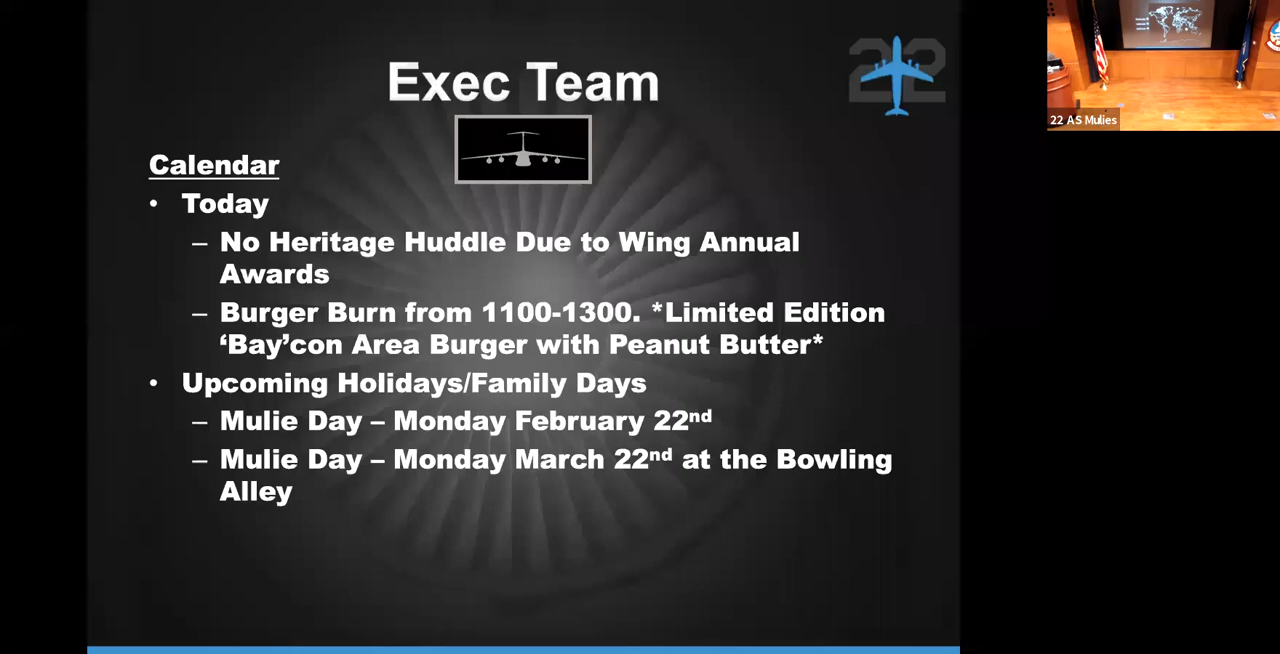 22
Exec Team
Calendar
• Today
– No Heritage Huddle Due to Wing Annual
Awards
– Burger Burn from 1100-1300. *Limited Edition
‘Bay’con Area Burger with Peanut Butter*
• Upcoming Holidays/Family Days
– Mulie Day – Monday February 22nd
– Mulie Day – Monday March 22nd at the Bowling
Alley
22 AS Mulies